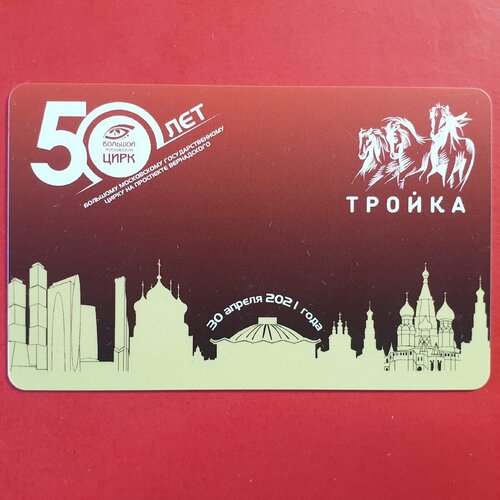 50 ЛЕТ
БОЛЬШОЙ
МОСКОВСКИЙ
ЦИРК
БОЛЬШОМУ МОСКОВСКОМУ ГОСУДАРСТВЕННОМУ
ЦИРКУ НА ПРОСПЕКТЕ ВЕРНАДСКОГО
ТРОЙКА
30 апреля 2021 года